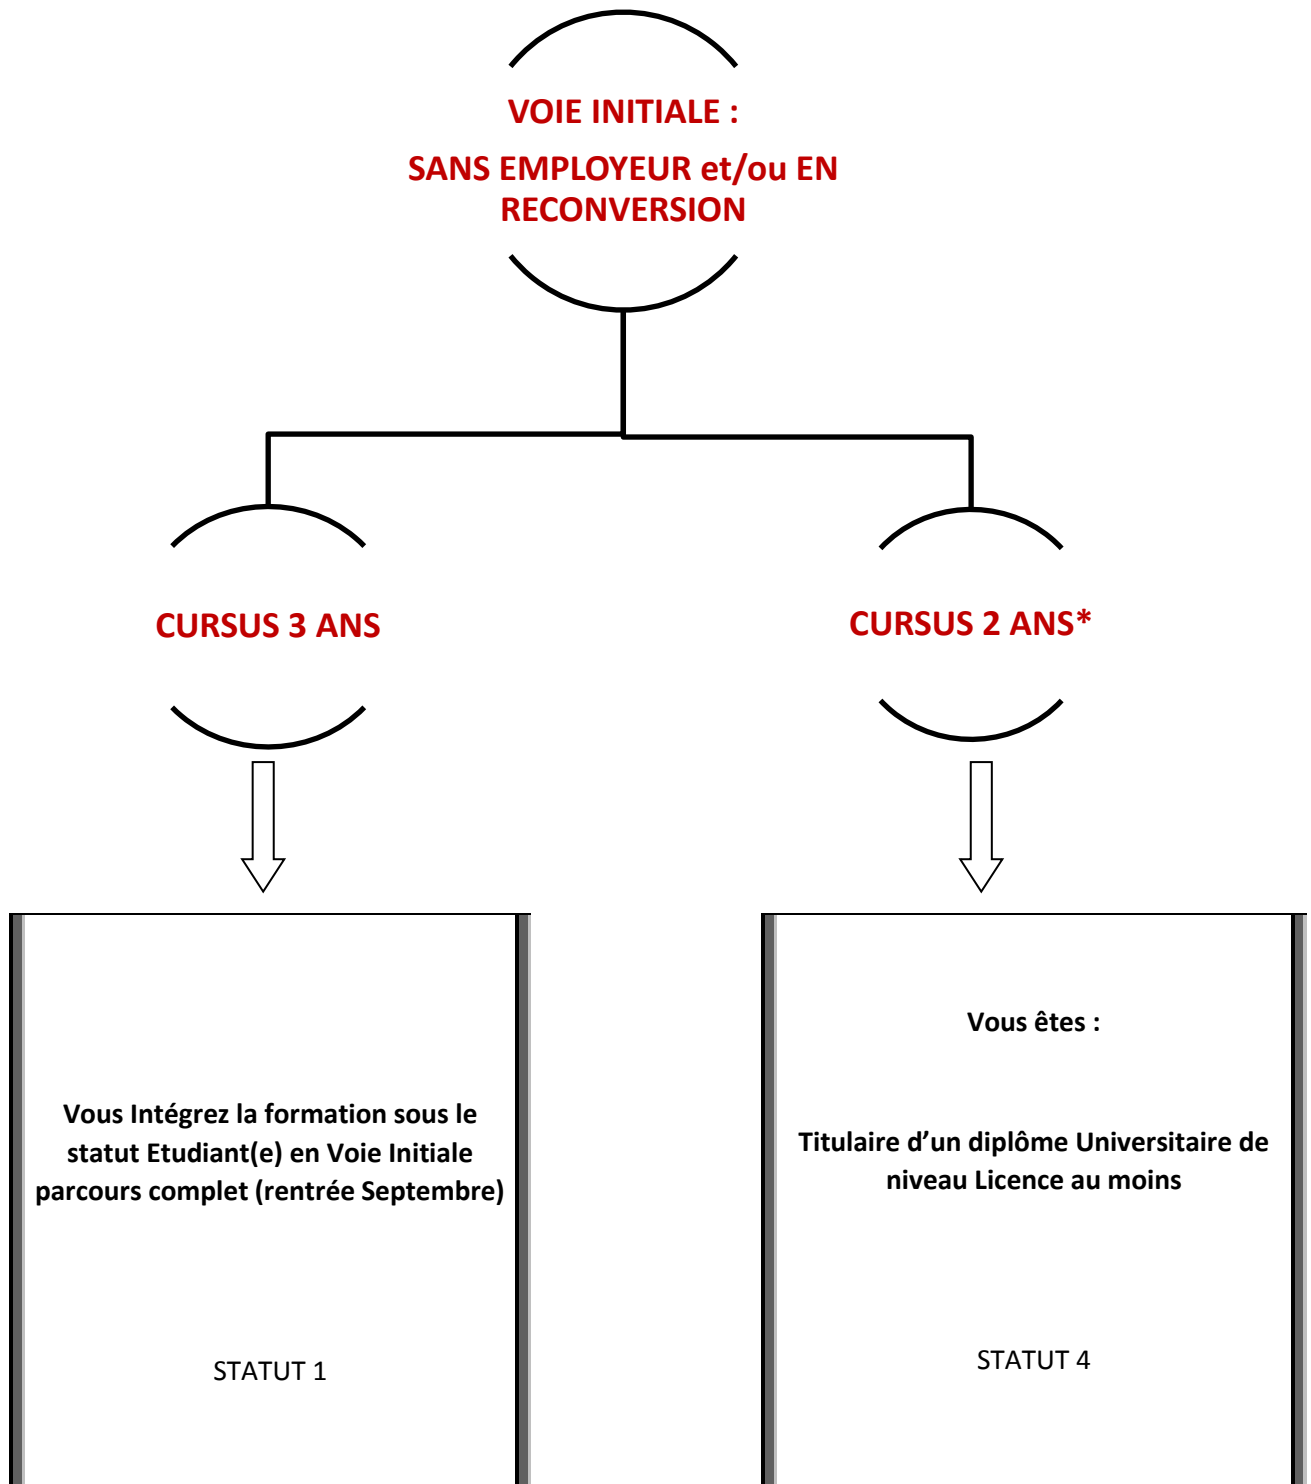 VOIE INITIALE :
SANS EMPLOYEUR et/ou EN
RECONVERSION
CURSUS 3 ANS
CURSUS 2 ANS*
Vous Intégrez la formation sous le
statut Etudiant(e) en Voie Initiale
parcours complet (rentrée Septembre)
STATUT 1
Vous êtes :
Titulaire d’un diplôme Universitaire de
niveau Licence au moins
STATUT 4